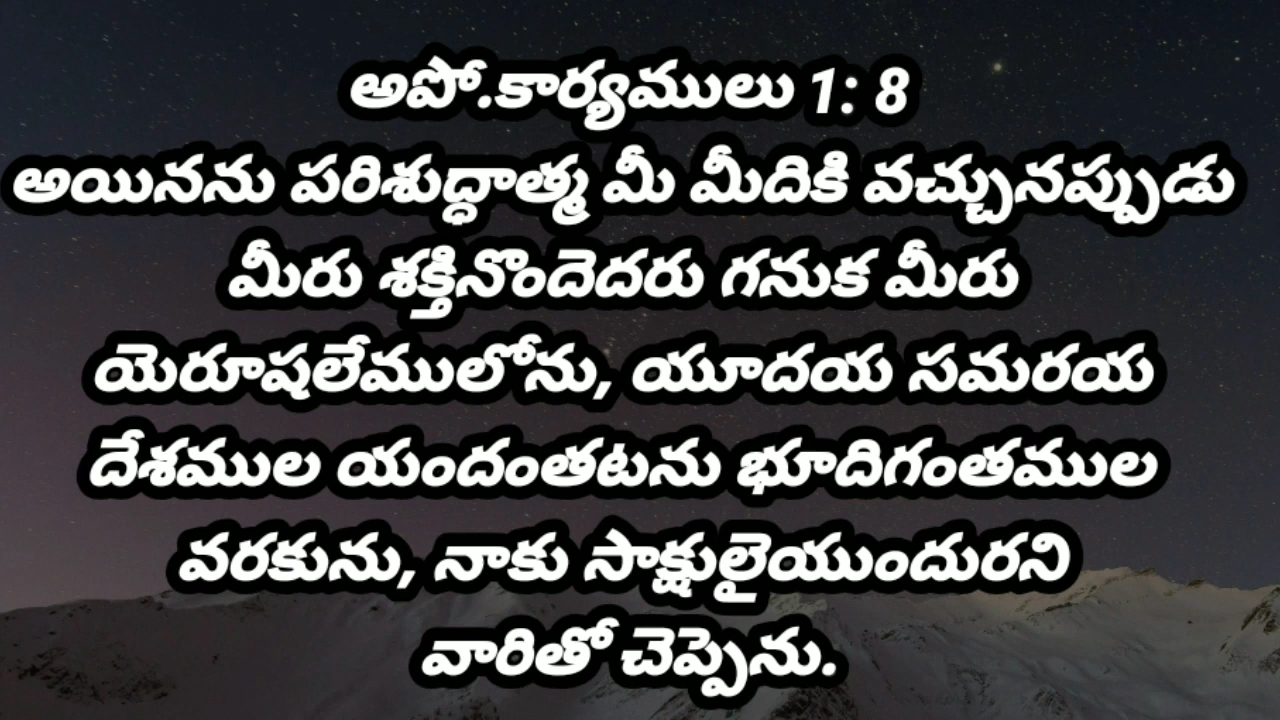 అపో.కార్యములు 1: 8
అయినను పరిశుద్ధాత్మ మీ మీదికి వచ్చునప్పుడు
మీరు శక్తినొందెదరు గనుక మీరు
యెరూషలేములోను, యూదయ సమరయ
దేశముల యందంతటను భూదిగంతముల
వరకును, నాకు సాక్షులైయుందురని
వారితో చెప్పెను.